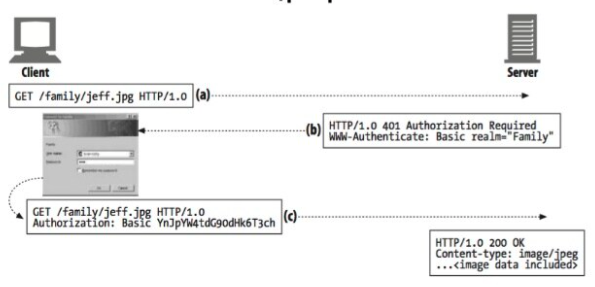 Client
Server
GET /family/jeff.jpg HTTP/1.0
(a)
(b)
HTTP/1.0 401 Authorization Required
WWW-Authenticate: Basic realm="Family"
GET /family/jeff.jpg HTTP/1.0
Authorization: Basic YnJpYW4tdG90dHk6T3ch
(c)
HTTP/1.0 200 OK
Content-type: image/jpeg
...<image data included>